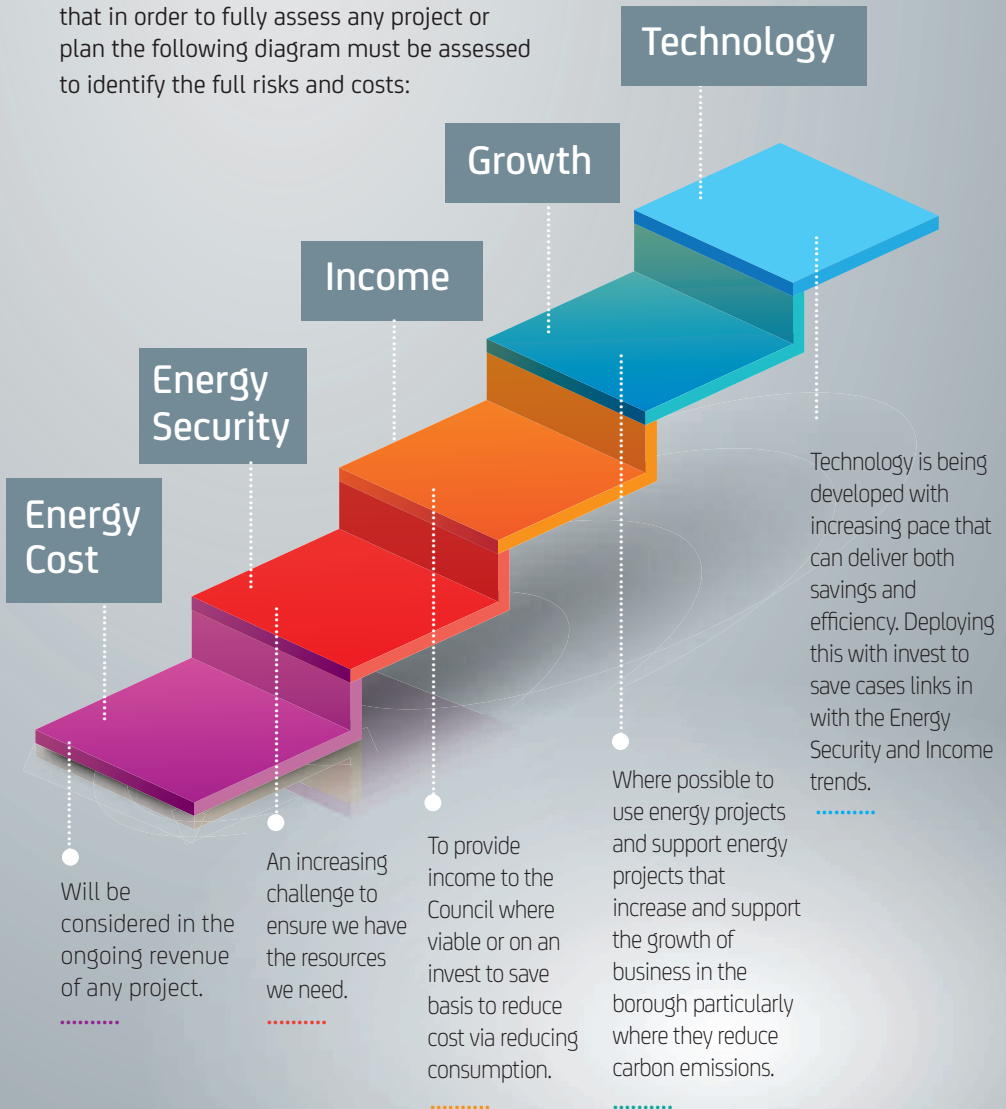 that in order to fully assess any project or
plan the following diagram must be assessed
to identify the full risks and costs:
Technology
Growth
Income
Energy
Security
Energy
Cost
Will be
considered in the
ongoing revenue
of any project.
An increasing
challenge to
ensure we have
the resources
we need.
To provide
income to the
Council where
viable or on an
invest to save
basis to reduce
cost via reducing
consumption.
Where possible to
use energy projects
and support energy
projects that
increase and support
the growth of
business in the
borough particularly
where they reduce
carbon emissions.
Technology is being
developed with
increasing pace that
can deliver both
savings and
efficiency. Deploying
this with invest to
save cases links in
with the Energy
Security and Income
trends.